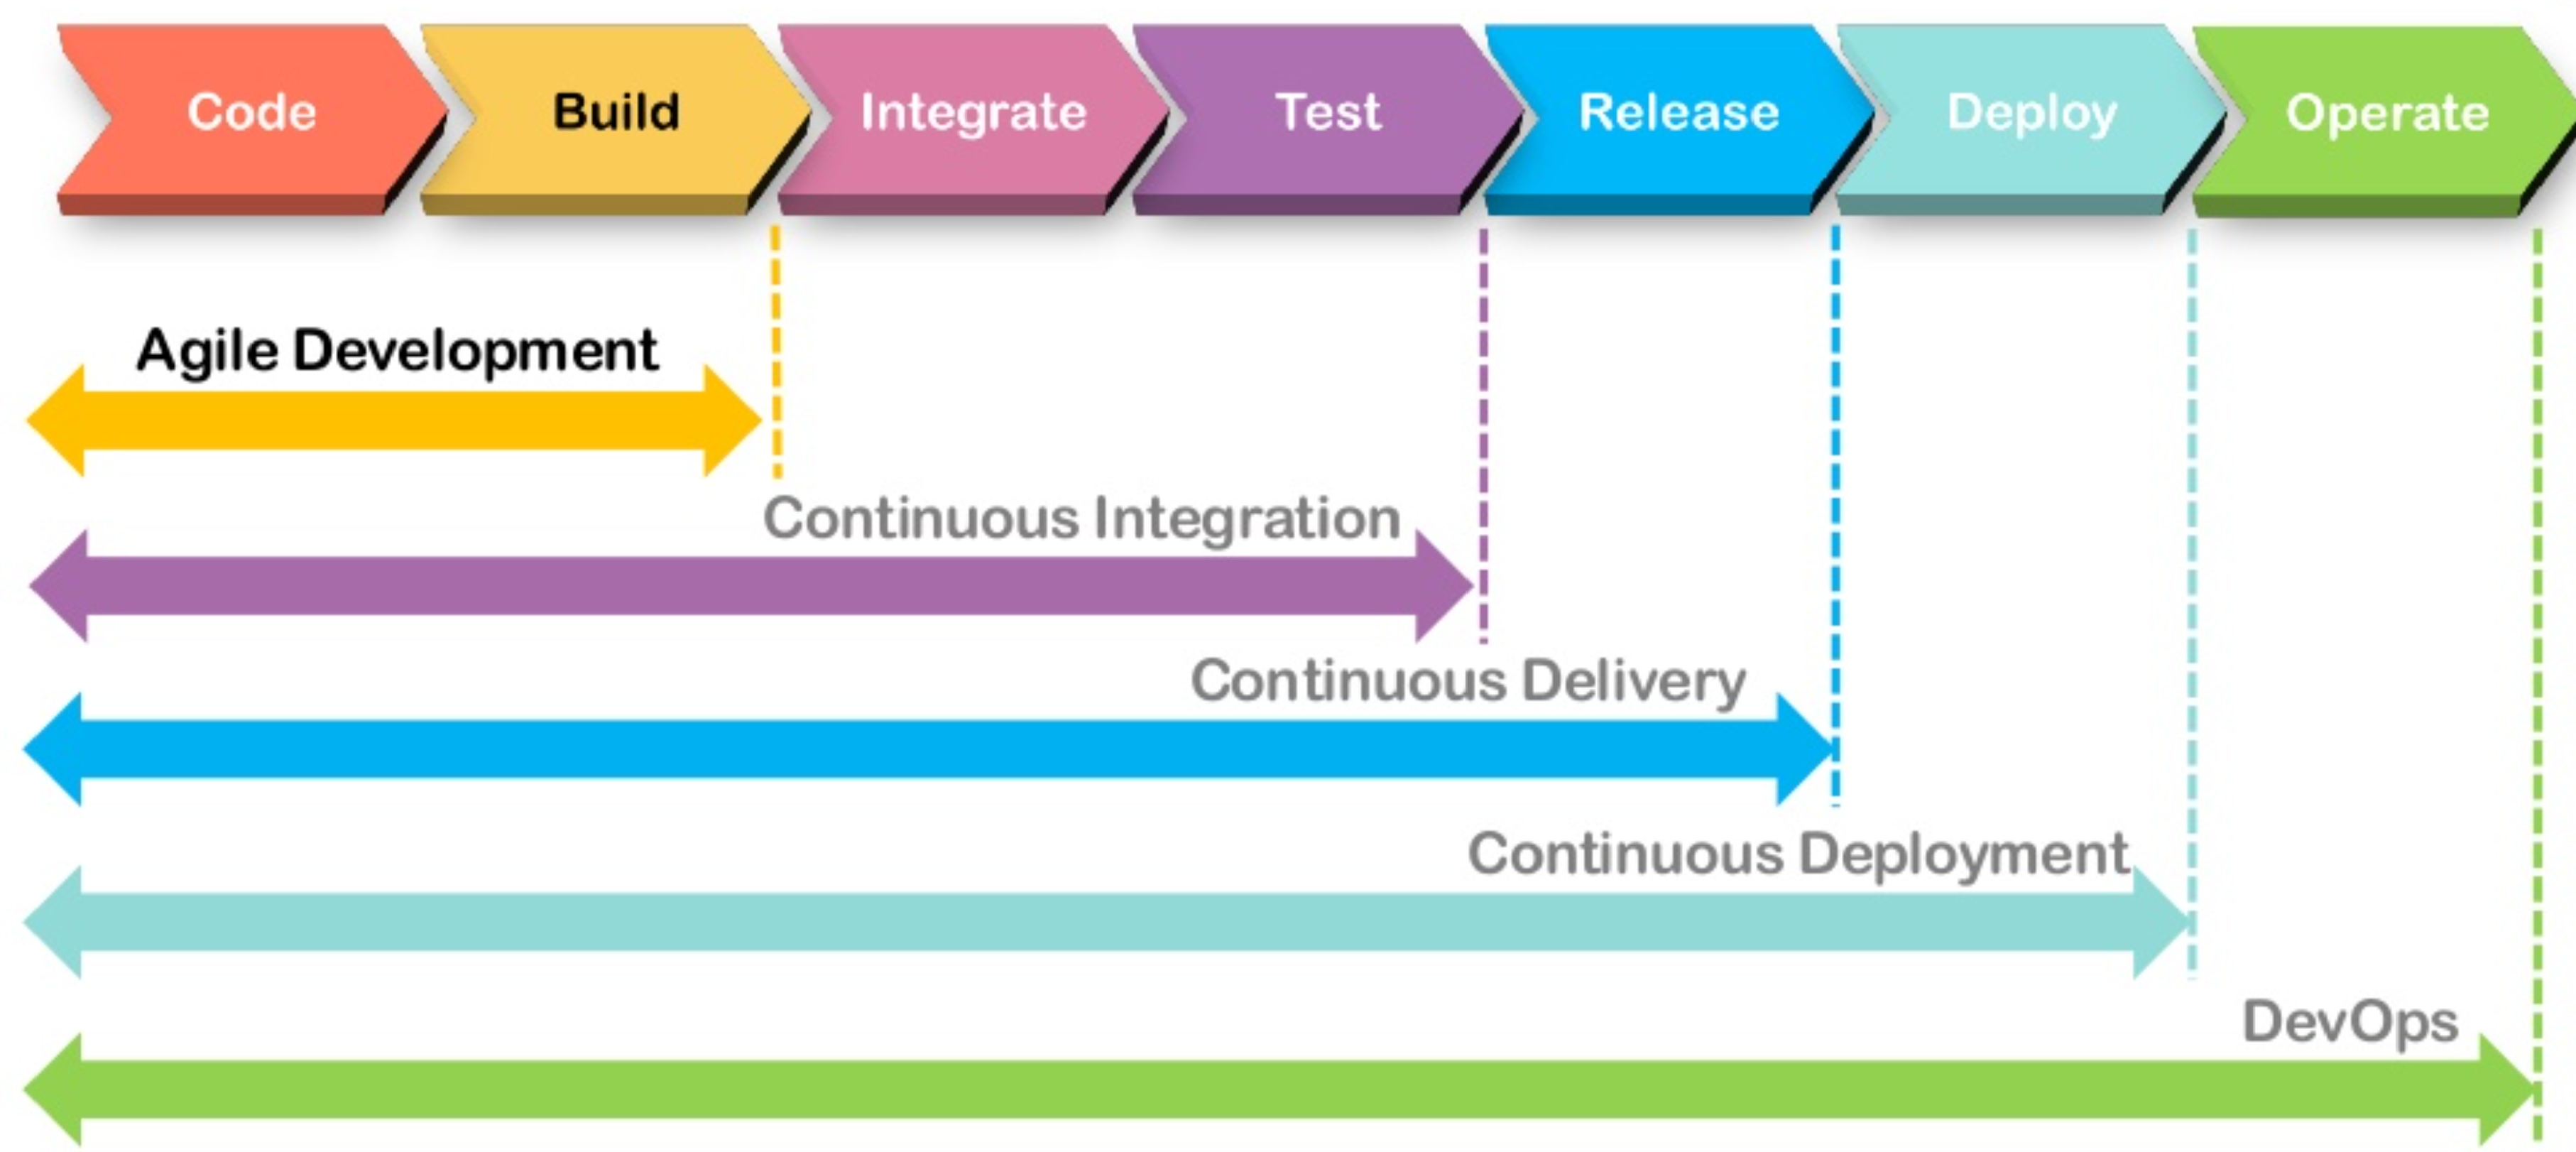 Code
Build
Integrate
Test
Release
Deploy
Operate
Agile Development
Continuous Integration
Continuous Delivery
Continuous Deployment
DevOps